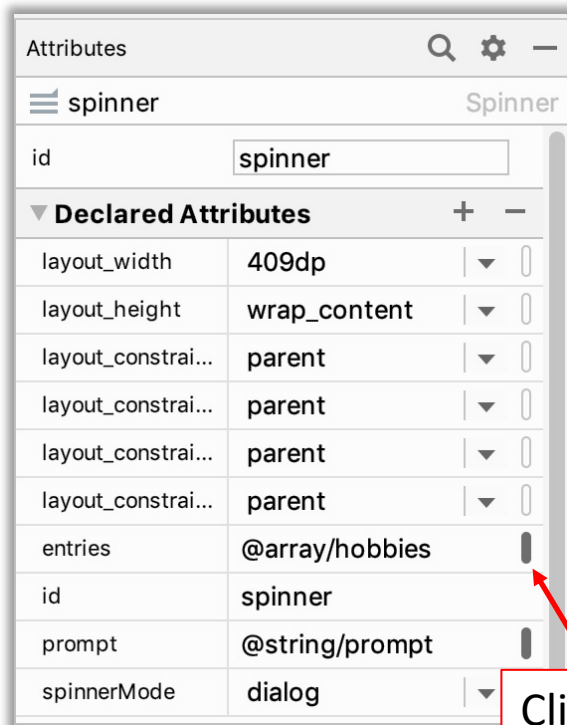 Attributes
spinner Spinner
id spinner
Declared Attributes
layout_width 409dp
layout_height wrap_content
layout_constrai... parent
layout_constrai... parent
layout_constrai... parent
layout_constrai... parent
entries @array/hobbies
id spinner
prompt @string/prompt
spinnerMode dialog